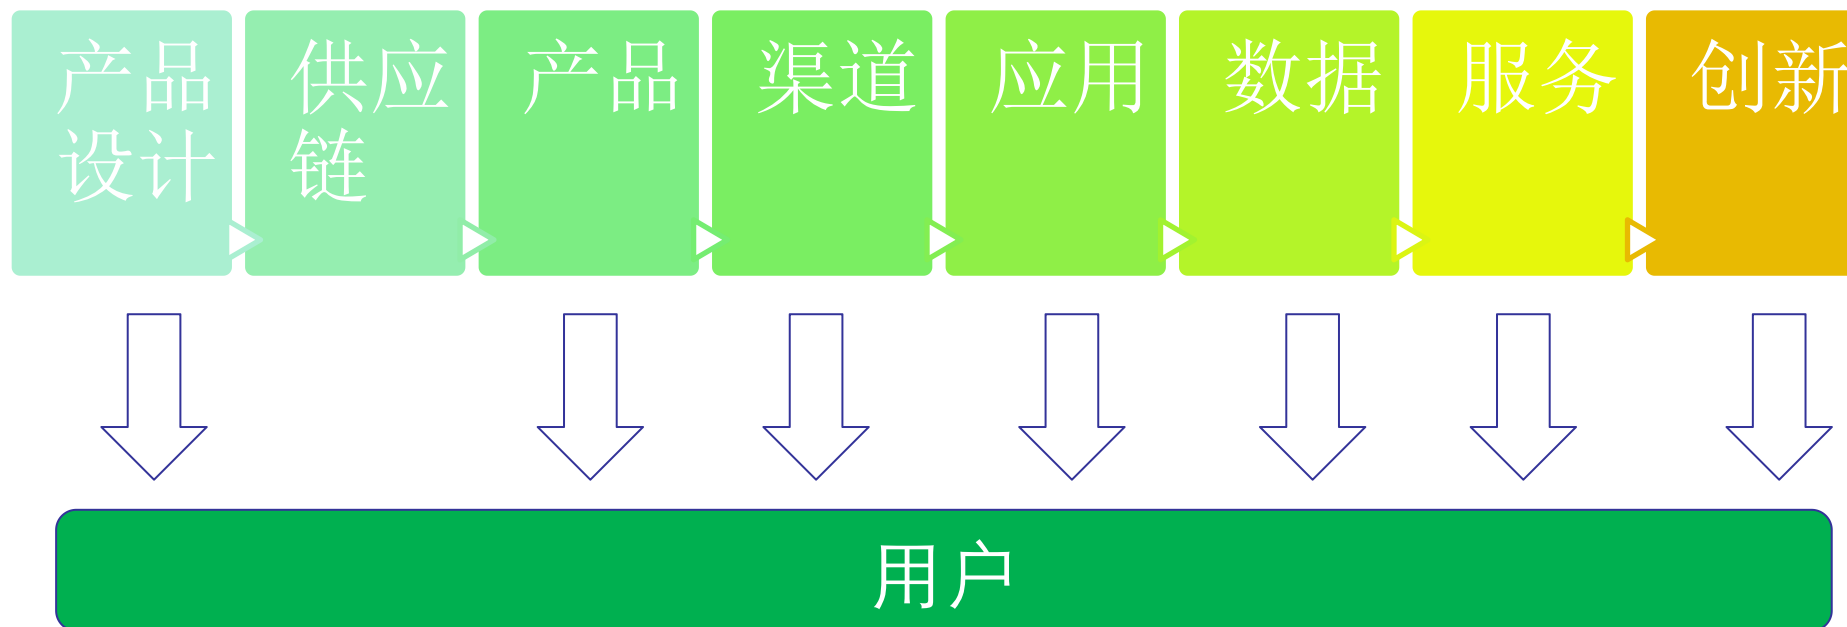 产品
设计
供应
链
产品
渠道
应用
数据
服务
创新
用户